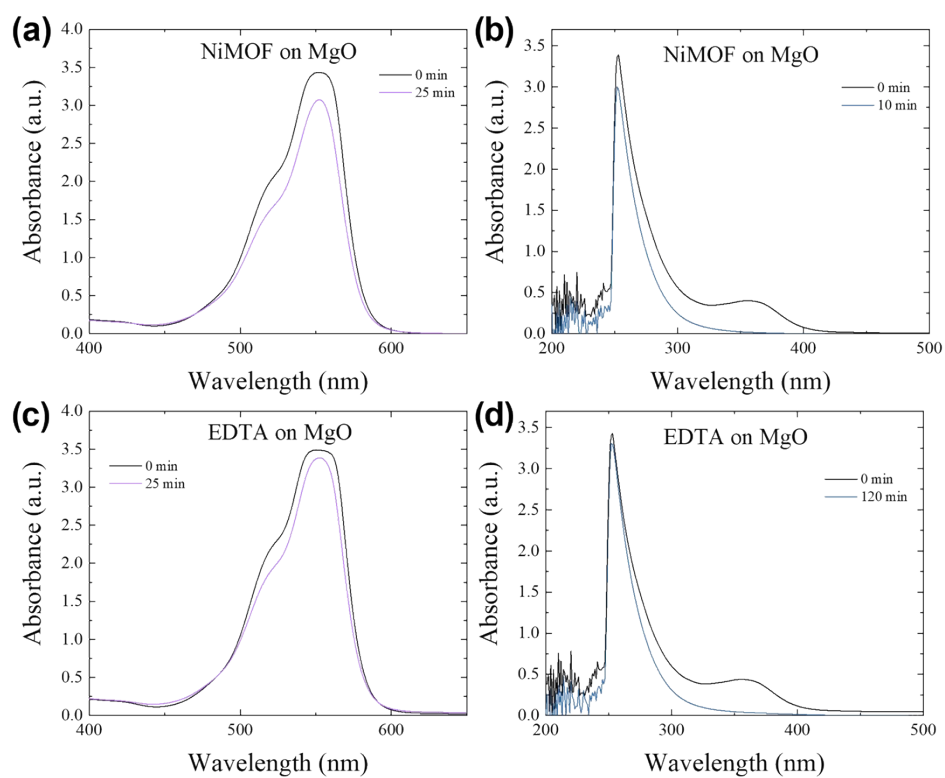 (a)
NiMOF on MgO
0 min
25 min
Absorbance (a.u.)
4.0
3.5
3.0
2.5
2.0
1.5
1.0
0.5
0.0
400
500
600
Wavelength (nm)
(b)
NiMOF on MgO
0 min
10 min
Absorbance (a.u.)
3.5
3.0
2.5
2.0
1.5
1.0
0.5
0.0
200
300
400
500
Wavelength (nm)
(c)
EDTA on MgO
0 min
25 min
Absorbance (a.u.)
4.0
3.5
3.0
2.5
2.0
1.5
1.0
0.5
0.0
400
500
600
Wavelength (nm)
(d)
EDTA on MgO
0 min
120 min
Absorbance (a.u.)
3.5
3.0
2.5
2.0
1.5
1.0
0.5
0.0
200
300
400
500
Wavelength (nm)